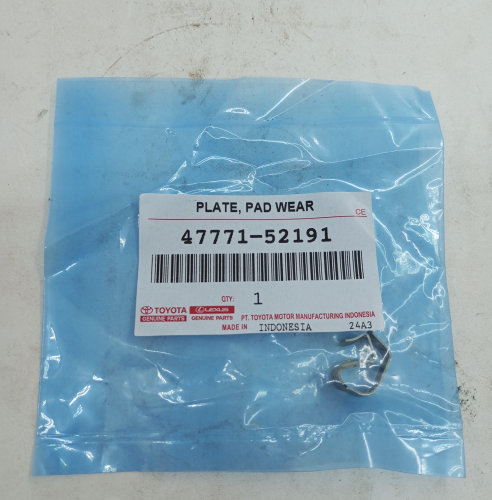 PLATE, PAD WEAR
CE
47771-52191
QTY: 1
TOYOTA LEXUS
GENUINE PARTS GENUINE PARTS PT. TOYOTA MOTOR MANUFACTURING INDONESIA
MADE IN INDONESIA 24A3